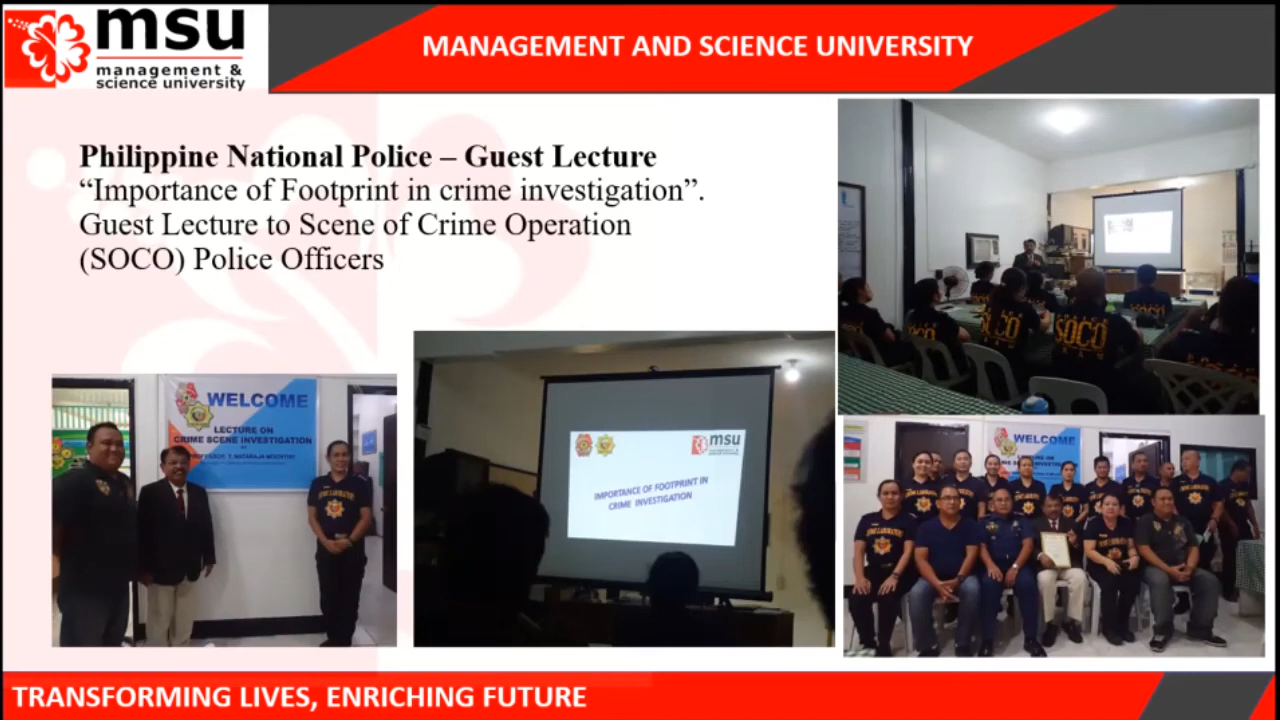 msu
management &
science university
MANAGEMENT AND SCIENCE UNIVERSITY
Philippine National Police – Guest Lecture
“Importance of Footprint in crime investigation”.
Guest Lecture to Scene of Crime Operation
(SOCO) Police Officers
SOCO
SOCO
WELCOME
LECTURE ON
CRIME SCENE INVESTIGATION
msu
IMPORTANCE OF FOOTPRINT IN
CRIME INVESTIGATION
WELCOME
TRANSFORMING LIVES, ENRICHING FUTURE